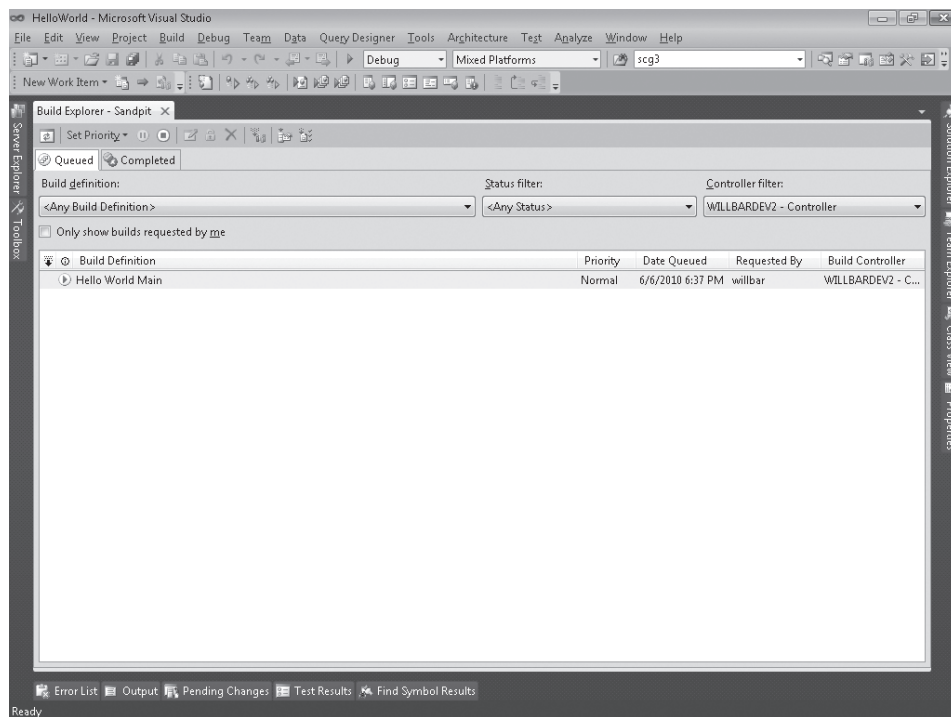 HelloWorld - Microsoft Visual Studio
File Edit View Project Build Debug Team Data Query Designer Tools Architecture Test Analyze Window Help
Debug Mixed Platforms scg3
New Work Item
Build Explorer - Sandpit
Set Priority
Queued Completed
Build definition: Status filter: Controller filter:
<Any Build Definition> <Any Status> WILLBARDEV2 - Controller
Only show builds requested by me
Build Definition Priority Date Queued Requested By Build Controller
Hello World Main Normal 6/6/2010 6:37 PM willbar WILLBARDEV2 - C...
Server Explorer
Toolbox
Solution Explorer
Team Explorer
Class View
Properties
Error List Output Pending Changes Test Results Find Symbol Results
Ready